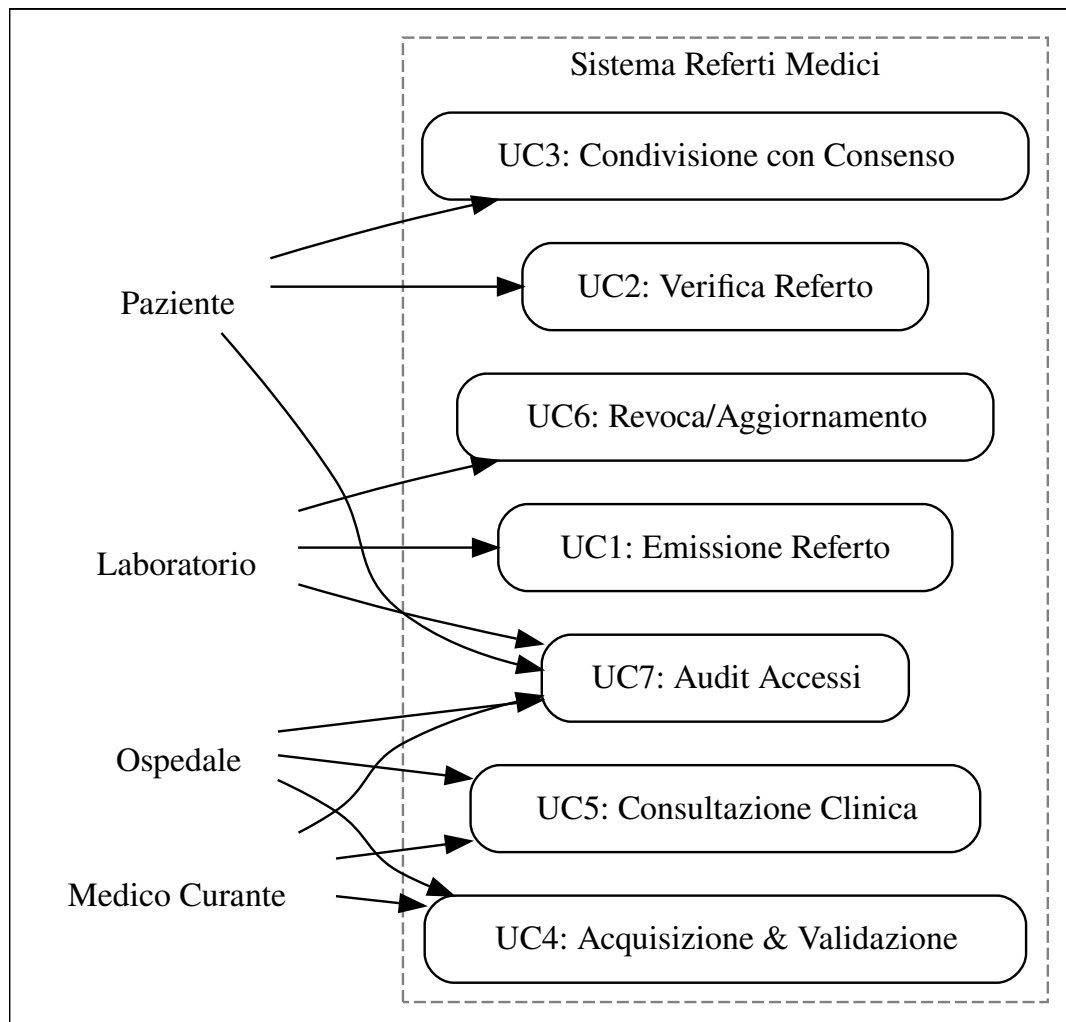 Sistema Referti Medici
UC3: Condivisione con Consenso
UC2: Verifica Referto
Paziente
UC6: Revoca/Aggiornamento
UC1: Emissione Referto
Laboratorio
UC7: Audit Accessi
Ospedale
UC5: Consultazione Clinica
Medico Curante
UC4: Acquisizione & Validazione